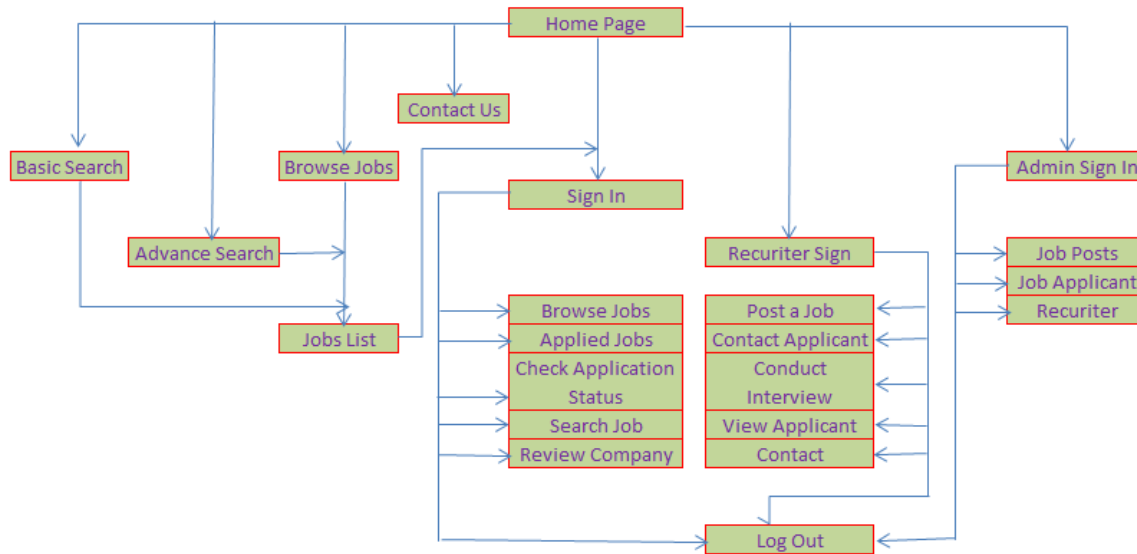 Home Page
Contact Us
Basic Search
Browse Jobs
Admin Sign In
Sign In
Advance Search
Recuriter Sign
Job Posts
Job Applicant
Recuriter
Jobs List
Browse Jobs
Applied Jobs
Check Application
Status
Search Job
Review Company
Post a Job
Contact Applicant
Conduct
Interview
View Applicant
Contact
Log Out